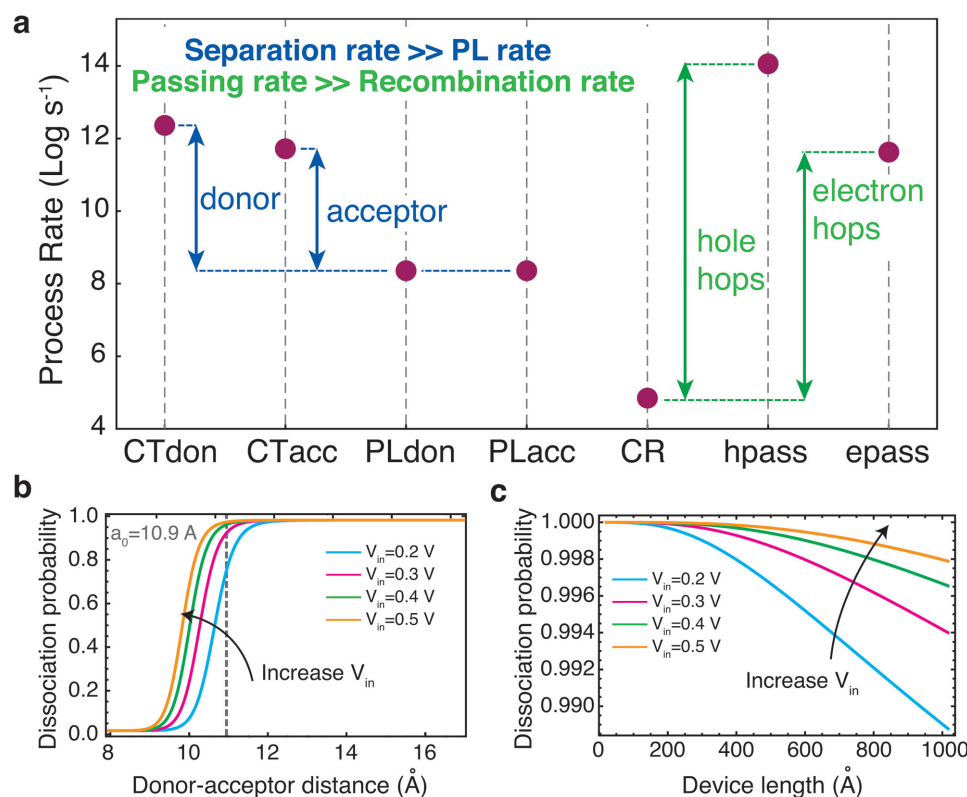 a
Separation rate >> PL rate
Passing rate >> Recombination rate
Process Rate (Log s⁻¹)
14
12
10
8
6
4
donor
acceptor
hole
hops
electron
hops
CTdon CTacc PLdon PLacc CR hpass epass
b
Dissociation probability
1.0
0.8
0.6
0.4
0.2
0.0
a₀=10.9 A
V_in=0.2 V
V_in=0.3 V
V_in=0.4 V
V_in=0.5 V
Increase V_in
8 10 12 14 16
Donor-acceptor distance (Å)
c
Dissociation probability
1.000
0.998
0.996
0.994
0.992
0.990
V_in=0.2 V
V_in=0.3 V
V_in=0.4 V
V_in=0.5 V
Increase V_in
0 200 400 600 800 1000
Device length (Å)